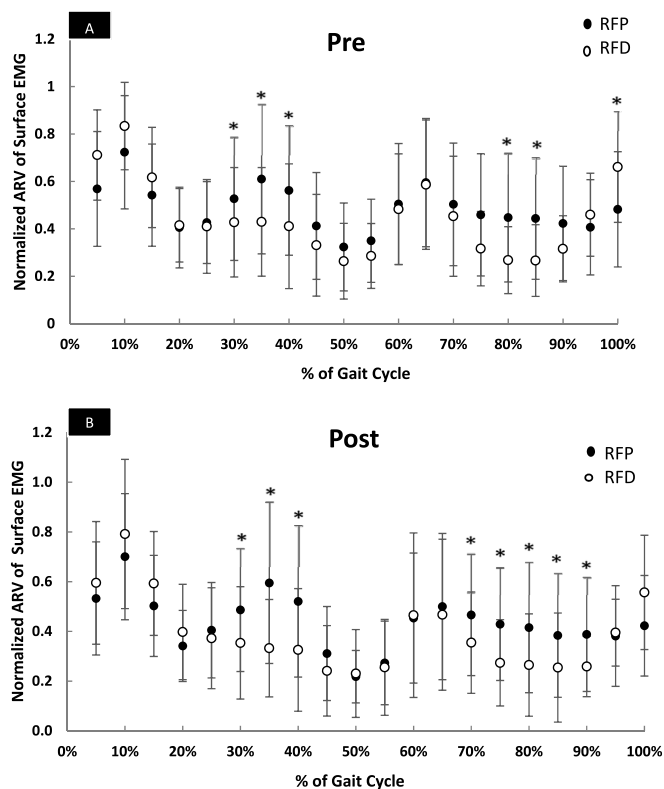 A
Pre
RFP
RFD
Normalized ARV of Surface EMG
1.2
1
0.8
0.6
0.4
0.2
0
* * * * * *
0% 10% 20% 30% 40% 50% 60% 70% 80% 90% 100%
% of Gait Cycle
B
Post
RFP
RFD
Normalized ARV of Surface EMG
1.2
1.0
0.8
0.6
0.4
0.2
0.0
* * * * * * * *
0% 10% 20% 30% 40% 50% 60% 70% 80% 90% 100%
% of Gait Cycle